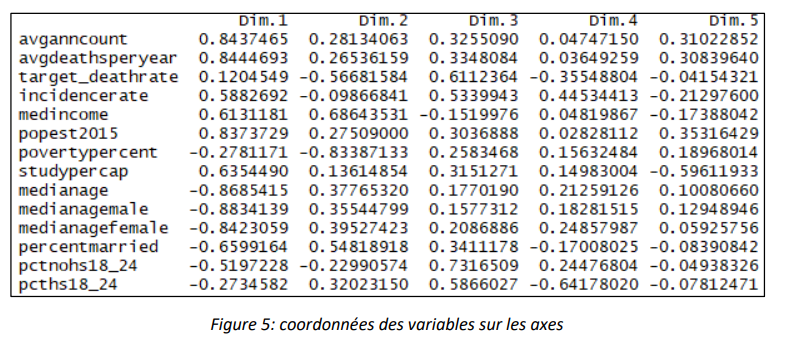 Dim.1 Dim.2 Dim.3 Dim.4 Dim.5
avganncount 0.8437465 0.28134063 0.3255090 0.04747150 0.31022852
avgdeathsperyear 0.8444693 0.26536159 0.3348084 0.03649259 0.30839640
target_deathrate 0.1204549 -0.56681584 0.6112364 -0.35548804 -0.04154321
incidencerate 0.5882692 -0.09866841 0.5339943 0.44534413 -0.21297600
medincome 0.6131181 0.68643531 -0.1519976 0.04819867 -0.17388042
popest2015 0.8373729 0.27509000 0.3036888 0.02828112 0.35316429
povertypercent -0.2781171 -0.83387133 0.2583468 0.15632484 0.18968014
studypercap 0.6354490 0.13614854 0.3151271 0.14983004 -0.59611933
medianage -0.8685415 0.37765320 0.1770190 0.21259126 0.10080660
medianagemale -0.8834139 0.35544799 0.1577312 0.18281515 0.12948946
medianagefemale -0.8423059 0.39527423 0.2086886 0.24857987 0.05925756
percentmarried -0.6599164 0.54818918 0.3411178 -0.17008025 -0.08390842
pctnohs18_24 -0.5197228 -0.22990574 0.7316509 0.24476804 -0.04938326
pcths18_24 -0.2734582 0.32023150 0.5866027 -0.64178020 -0.07812471
Figure 5: coordonnées des variables sur les axes